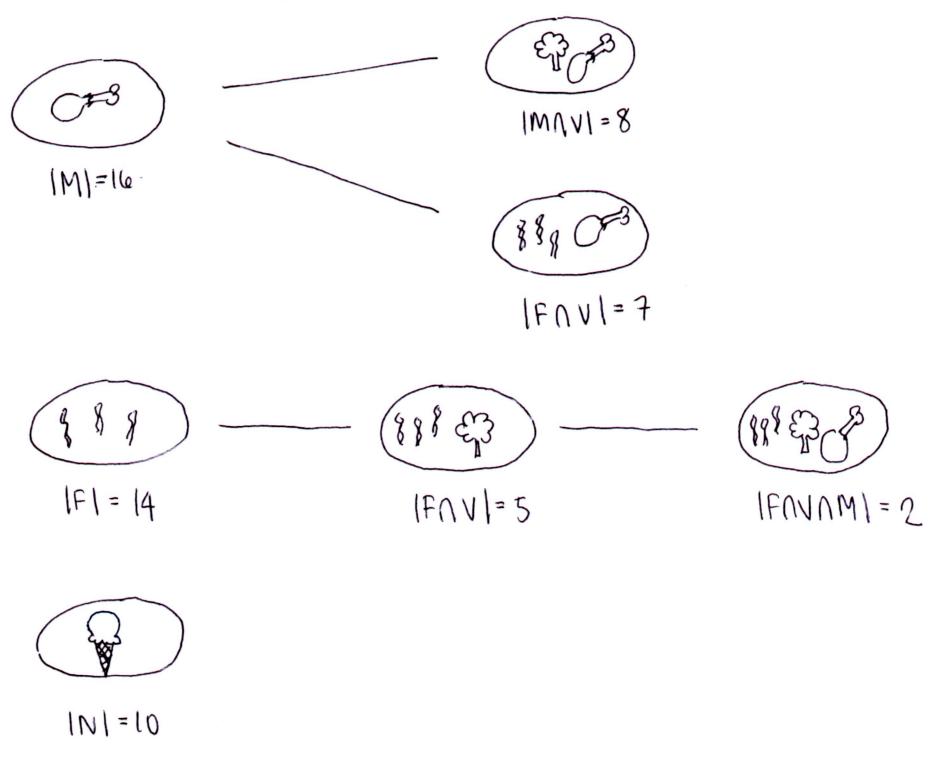 |M∩V| = 8
|M|=16
|F∩V| = 7
|F| = 14
|F∩V| = 5
|F∩V∩M| = 2
|N| = 10